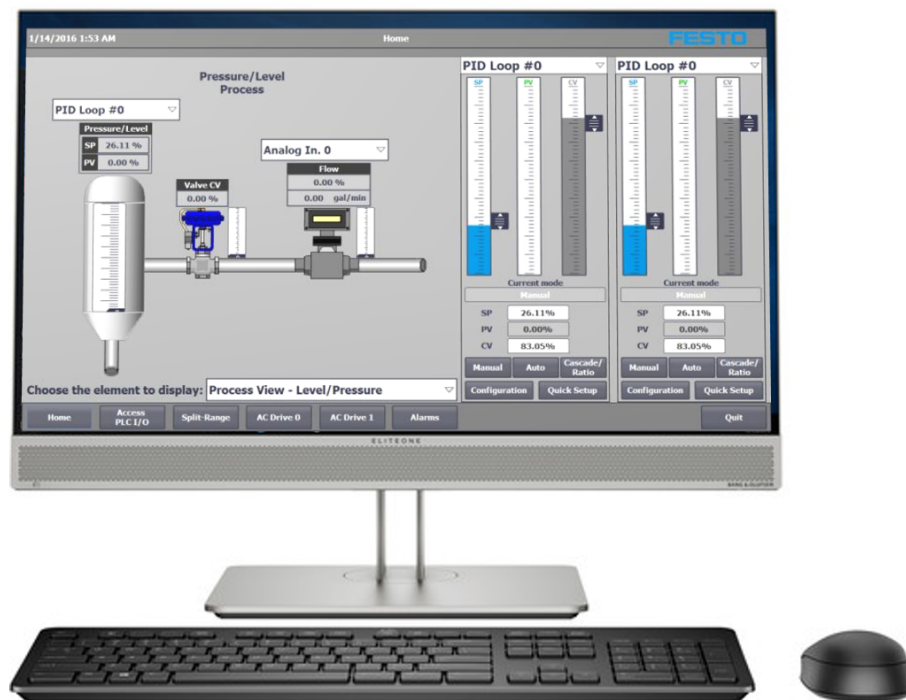 1/14/2016 1:53 AM
Home
FESTO
Pressure/Level
Process
PID Loop #0
Pressure/Level
SP 26.11 %
PV 0.00 %
Valve CV
0.00 %
Analog In. 0
Flow
0.00 %
0.00 gal/min
PID Loop #0
SP PV CV
Current mode
Manual
SP 26.11%
PV 0.00%
CV 83.05%
Manual Auto Cascade/
Ratio
Configuration Quick Setup
PID Loop #0
SP PV CV
Current mode
Manual
SP 26.11%
PV 0.00%
CV 83.05%
Manual Auto Cascade/
Ratio
Configuration Quick Setup
Choose the element to display: Process View - Level/Pressure
Home
Access
PLC I/O
Split-Range
AC Drive 0
AC Drive 1
Alarms
Quit
ELITEONE
BANG & OLUFSEN